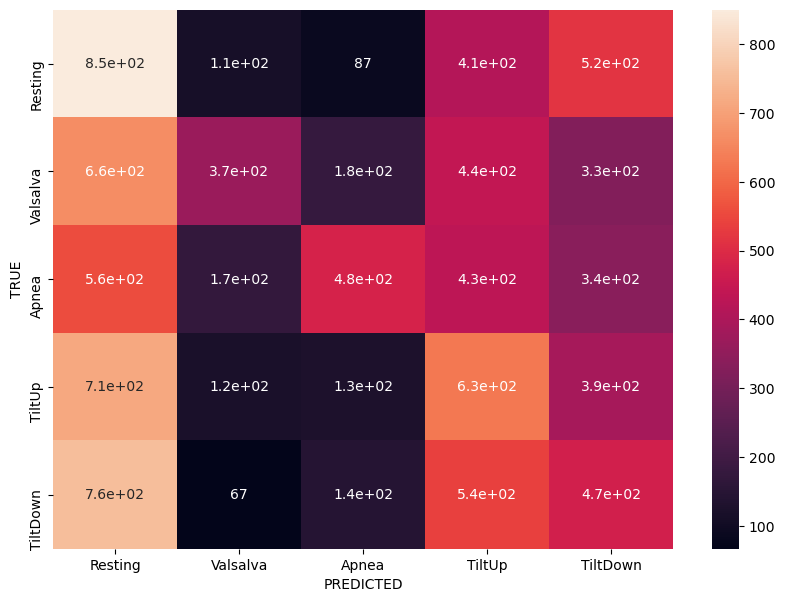 8.5e+02 1.1e+02 87 4.1e+02 5.2e+02
6.6e+02 3.7e+02 1.8e+02 4.4e+02 3.3e+02
5.6e+02 1.7e+02 4.8e+02 4.3e+02 3.4e+02
7.1e+02 1.2e+02 1.3e+02 6.3e+02 3.9e+02
7.6e+02 67 1.4e+02 5.4e+02 4.7e+02
Resting
Valsalva
Apnea
TiltUp
TiltDown
TRUE
Resting Valsalva Apnea TiltUp TiltDown
PREDICTED
800
700
600
500
400
300
200
100